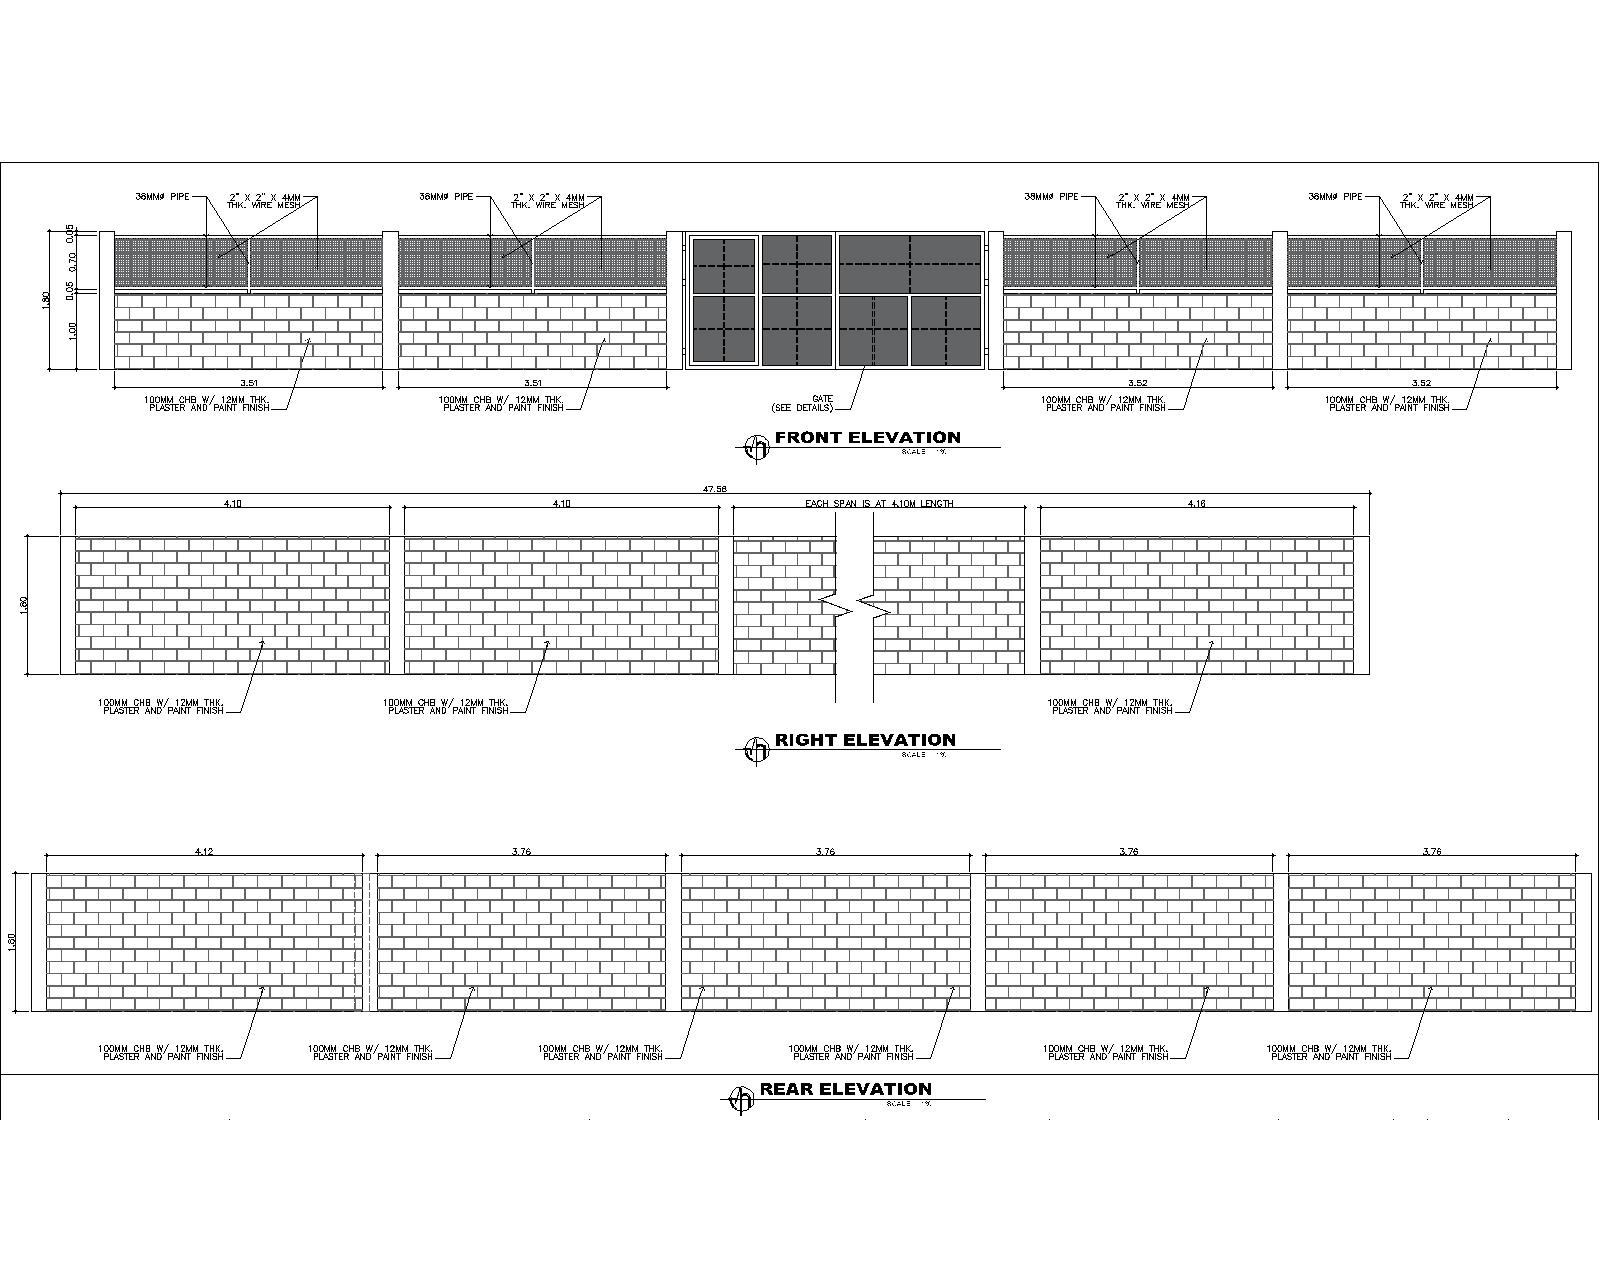 38MMØ PIPE
2" X 2" X 4MM
THK. WIRE MESH
38MMØ PIPE
2" X 2" X 4MM
THK. WIRE MESH
38MMØ PIPE
2" X 2" X 4MM
THK. WIRE MESH
38MMØ PIPE
2" X 2" X 4MM
THK. WIRE MESH
0.05
0.70
0.05
1.00
1.80
3.51
3.51
3.52
3.52
100MM CHB W/ 12MM THK.
PLASTER AND PAINT FINISH
100MM CHB W/ 12MM THK.
PLASTER AND PAINT FINISH
GATE
(SEE DETAILS)
100MM CHB W/ 12MM THK.
PLASTER AND PAINT FINISH
100MM CHB W/ 12MM THK.
PLASTER AND PAINT FINISH
FRONT ELEVATION
SCALE
47.56
4.10
4.10
EACH SPAN IS AT 4.10M LENGTH
4.16
1.80
100MM CHB W/ 12MM THK.
PLASTER AND PAINT FINISH
100MM CHB W/ 12MM THK.
PLASTER AND PAINT FINISH
100MM CHB W/ 12MM THK.
PLASTER AND PAINT FINISH
RIGHT ELEVATION
SCALE
4.12
3.76
3.76
3.76
3.76
1.80
100MM CHB W/ 12MM THK.
PLASTER AND PAINT FINISH
100MM CHB W/ 12MM THK.
PLASTER AND PAINT FINISH
100MM CHB W/ 12MM THK.
PLASTER AND PAINT FINISH
100MM CHB W/ 12MM THK.
PLASTER AND PAINT FINISH
100MM CHB W/ 12MM THK.
PLASTER AND PAINT FINISH
100MM CHB W/ 12MM THK.
PLASTER AND PAINT FINISH
REAR ELEVATION
SCALE